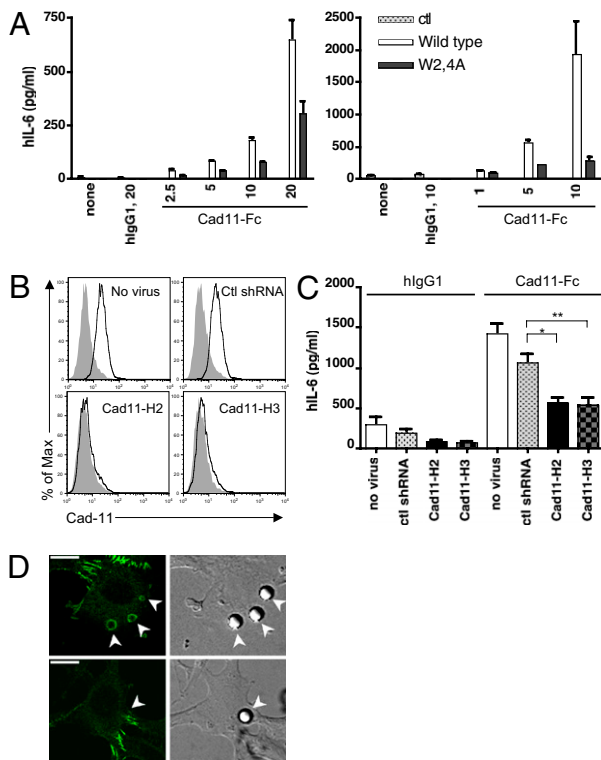 A
hIL-6 (pg/ml)
750
500
250
0
none
hIgG1, 20
2.5
5
10
20
Cad11-Fc
2500
2000
1500
1000
500
0
none
hIgG1, 10
1
5
10
Cad11-Fc
ctl
Wild type
W2,4A
B
No virus
Ctl shRNA
Cad11-H2
Cad11-H3
% of Max
Cad-11
C
hIgG1
Cad11-Fc
hIL-6 (pg/ml)
2000
1500
1000
500
0
**
*
no virus
ctl shRNA
Cad11-H2
Cad11-H3
no virus
ctl shRNA
Cad11-H2
Cad11-H3
D